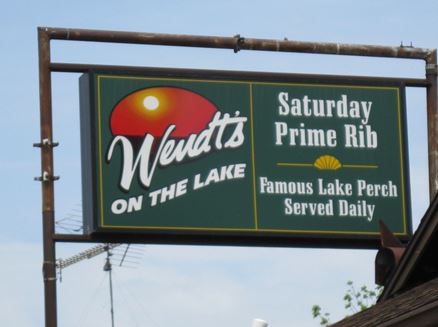 Wendt's
ON THE LAKE
Saturday
Prime Rib
Famous Lake Perch
Served Daily